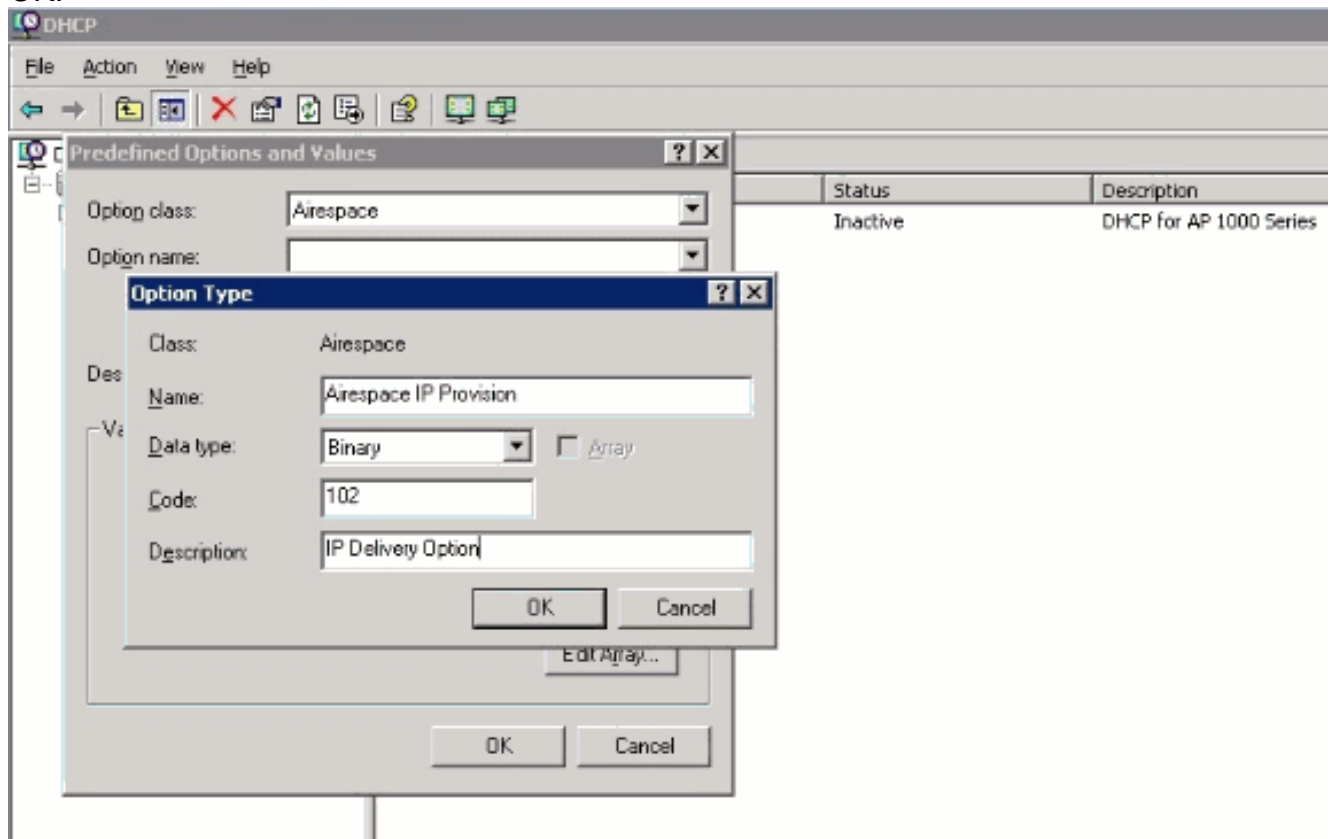 DHCP
File Action View Help
Predefined Options and Values
Option class: Airespace
Option name:
Status Description
Inactive DHCP for AP 1000 Series
Option Type
Class: Airespace
Des
Name: Airespace IP Provision
Va
Data type: Binary Array
Code: 102
Description: IP Delivery Option
OK Cancel
Edit Array...
OK Cancel